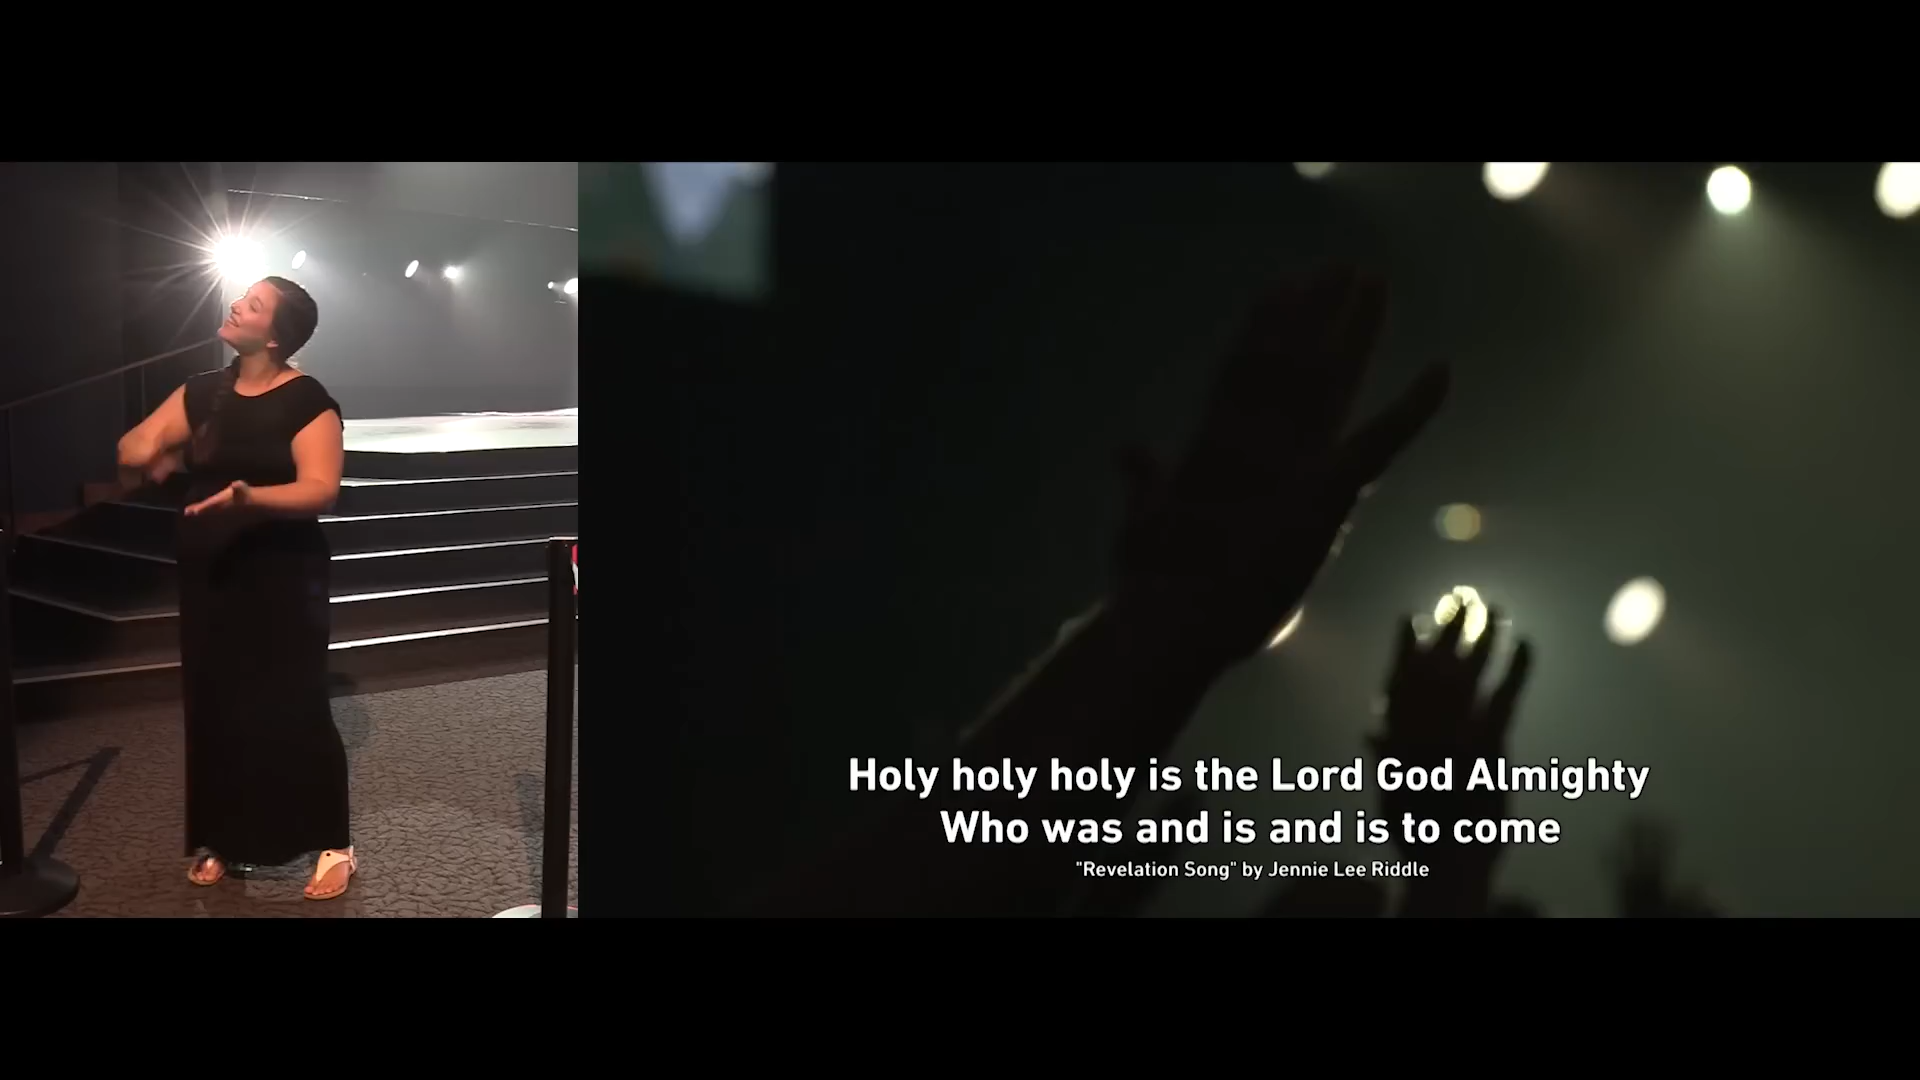 Holy holy holy is the Lord God Almighty
Who was and is and is to come
"Revelation Song" by Jennie Lee Riddle